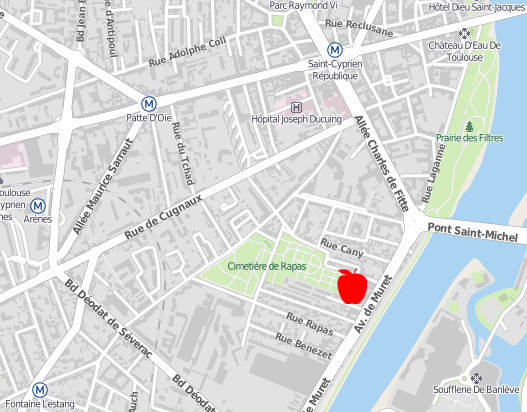 Parc Raymond Vi
Hôtel Dieu Saint-Jacques
Rue Reclusane
Bd Jean
d'Antipoul
Rue Adolphe Coll
M
Saint-Cyprien
République
Château D'Eau De
Toulouse
M
Patte D'Oie
H
Hôpital Joseph Ducuing
Prairie des Filtres
Allée Charles de Fitte
Rue du Tchad
Allée Maurice Sarraut
Rue Laganne
M
Arènes
Rue de Cugnaux
Pont Saint-Michel
Rue Cany
Cimetière de Rapas
Av. de Muret
Bd Déodat de Séverac
Rue Rapas
Rue Benezet
Bd Déodat
de Muret
Auch
M
Fontaine Lestang
Soufflerie De Banlève